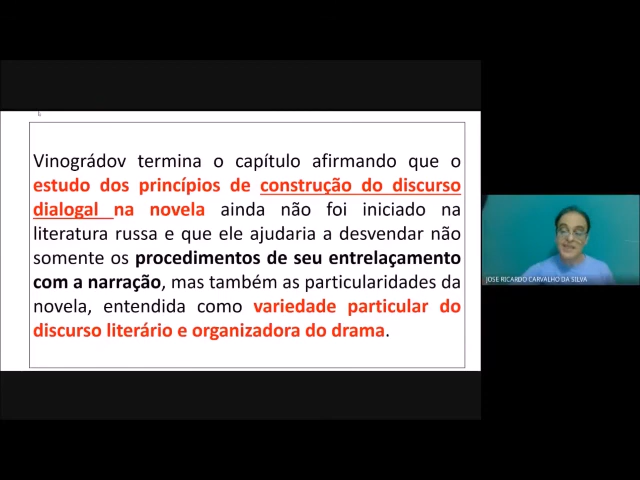 Vinográdov termina o capítulo afirmando que o
estudo dos princípios de construção do discurso
dialogal na novela ainda não foi iniciado na
literatura russa e que ele ajudaria a desvendar não
somente os procedimentos de seu entrelaçamento
com a narração, mas também as particularidades da
novela, entendida como variedade particular do
discurso literário e organizadora do drama.
JOSE RICARDO CARVALHO DA SILVA